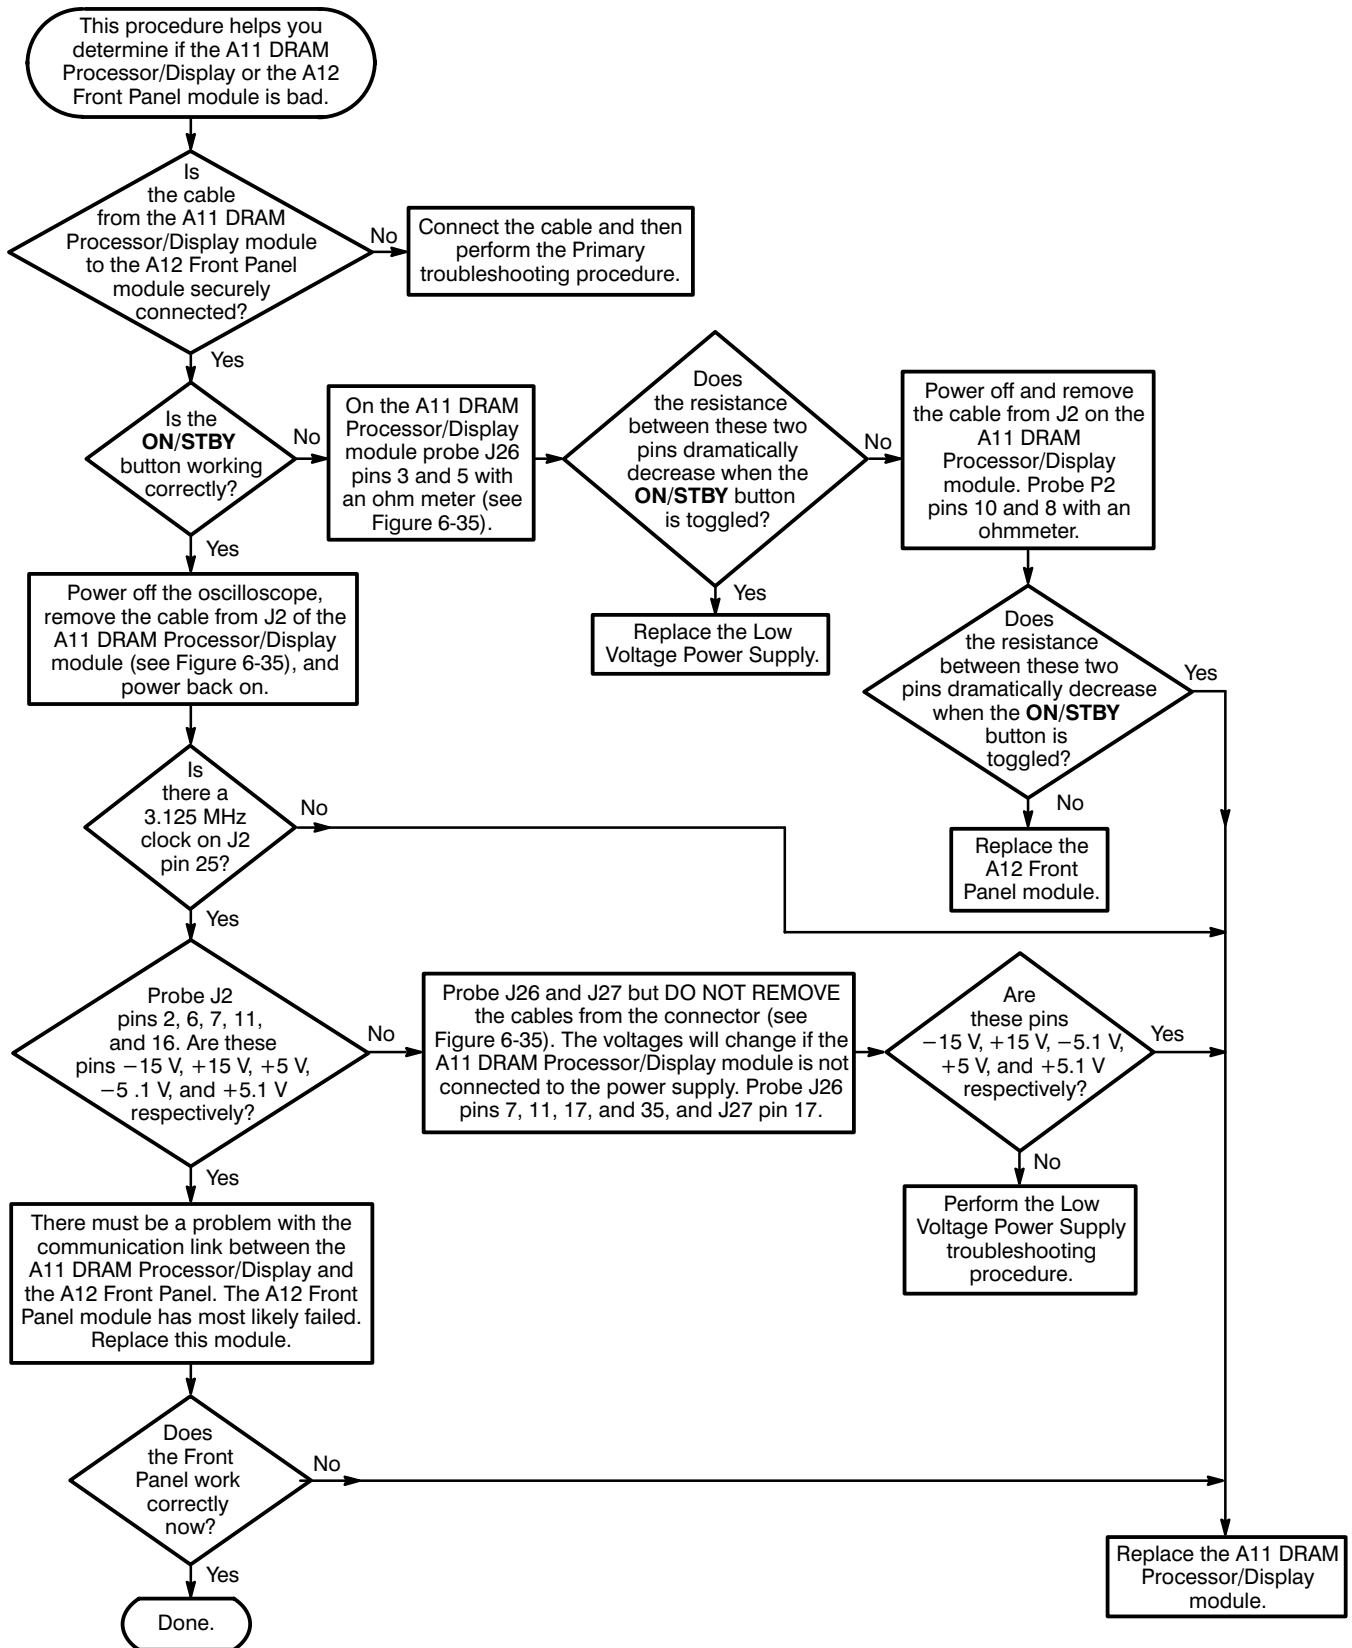 This procedure helps you
determine if the A11 DRAM
Processor/Display or the A12
Front Panel module is bad.
Is
the cable
from the A11 DRAM
Processor/Display module
to the A12 Front Panel
module securely
connected?
No
Connect the cable and then
perform the Primary
troubleshooting procedure.
Yes
Is the
ON/STBY
button working
correctly?
No
On the A11 DRAM
Processor/Display
module probe J26
pins 3 and 5 with
an ohm meter (see
Figure 6-35).
Does
the resistance
between these two
pins dramatically
decrease when the
ON/STBY button
is toggled?
No
Power off and remove
the cable from J2 on the
A11 DRAM
Processor/Display
module. Probe P2
pins 10 and 8 with an
ohmmeter.
Yes
Replace the Low
Voltage Power Supply.
Does
the resistance
between these two
pins dramatically decrease
when the ON/STBY
button is
toggled?
Yes
No
Replace the
A12 Front
Panel module.
Yes
Power off the oscilloscope,
remove the cable from J2 of the
A11 DRAM Processor/Display
module (see Figure 6-35), and
power back on.
Is
there a
3.125 MHz
clock on J2
pin 25?
No
Yes
Probe J2
pins 2, 6, 7, 11,
and 16. Are these
pins −15 V, +15 V, +5 V,
−5 .1 V, and +5.1 V
respectively?
No
Probe J26 and J27 but DO NOT REMOVE
the cables from the connector (see
Figure 6-35). The voltages will change if the
A11 DRAM Processor/Display module is not
connected to the power supply. Probe J26
pins 7, 11, 17, and 35, and J27 pin 17.
Are
these pins
−15 V, +15 V, −5.1 V,
+5 V, and +5.1 V
respectively?
Yes
No
Perform the Low
Voltage Power Supply
troubleshooting
procedure.
Yes
There must be a problem with the
communication link between the
A11 DRAM Processor/Display and
the A12 Front Panel. The A12 Front
Panel module has most likely failed.
Replace this module.
Does
the Front
Panel work
correctly
now?
No
Replace the A11 DRAM
Processor/Display
module.
Yes
Done.